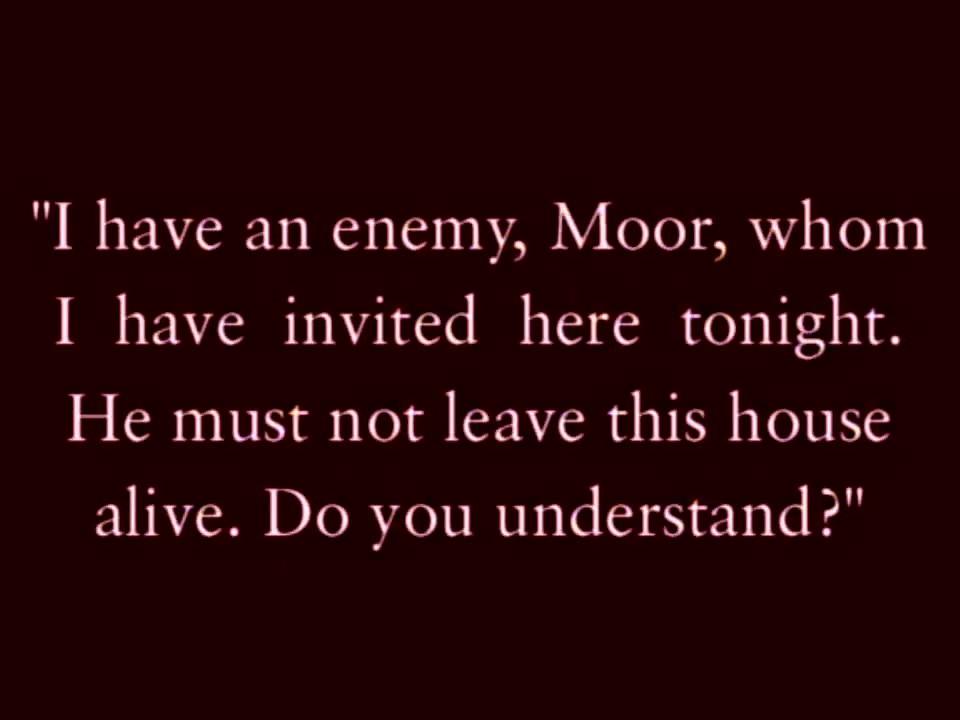 "I have an enemy, Moor, whom
I have invited here tonight.
He must not leave this house
alive. Do you understand?"